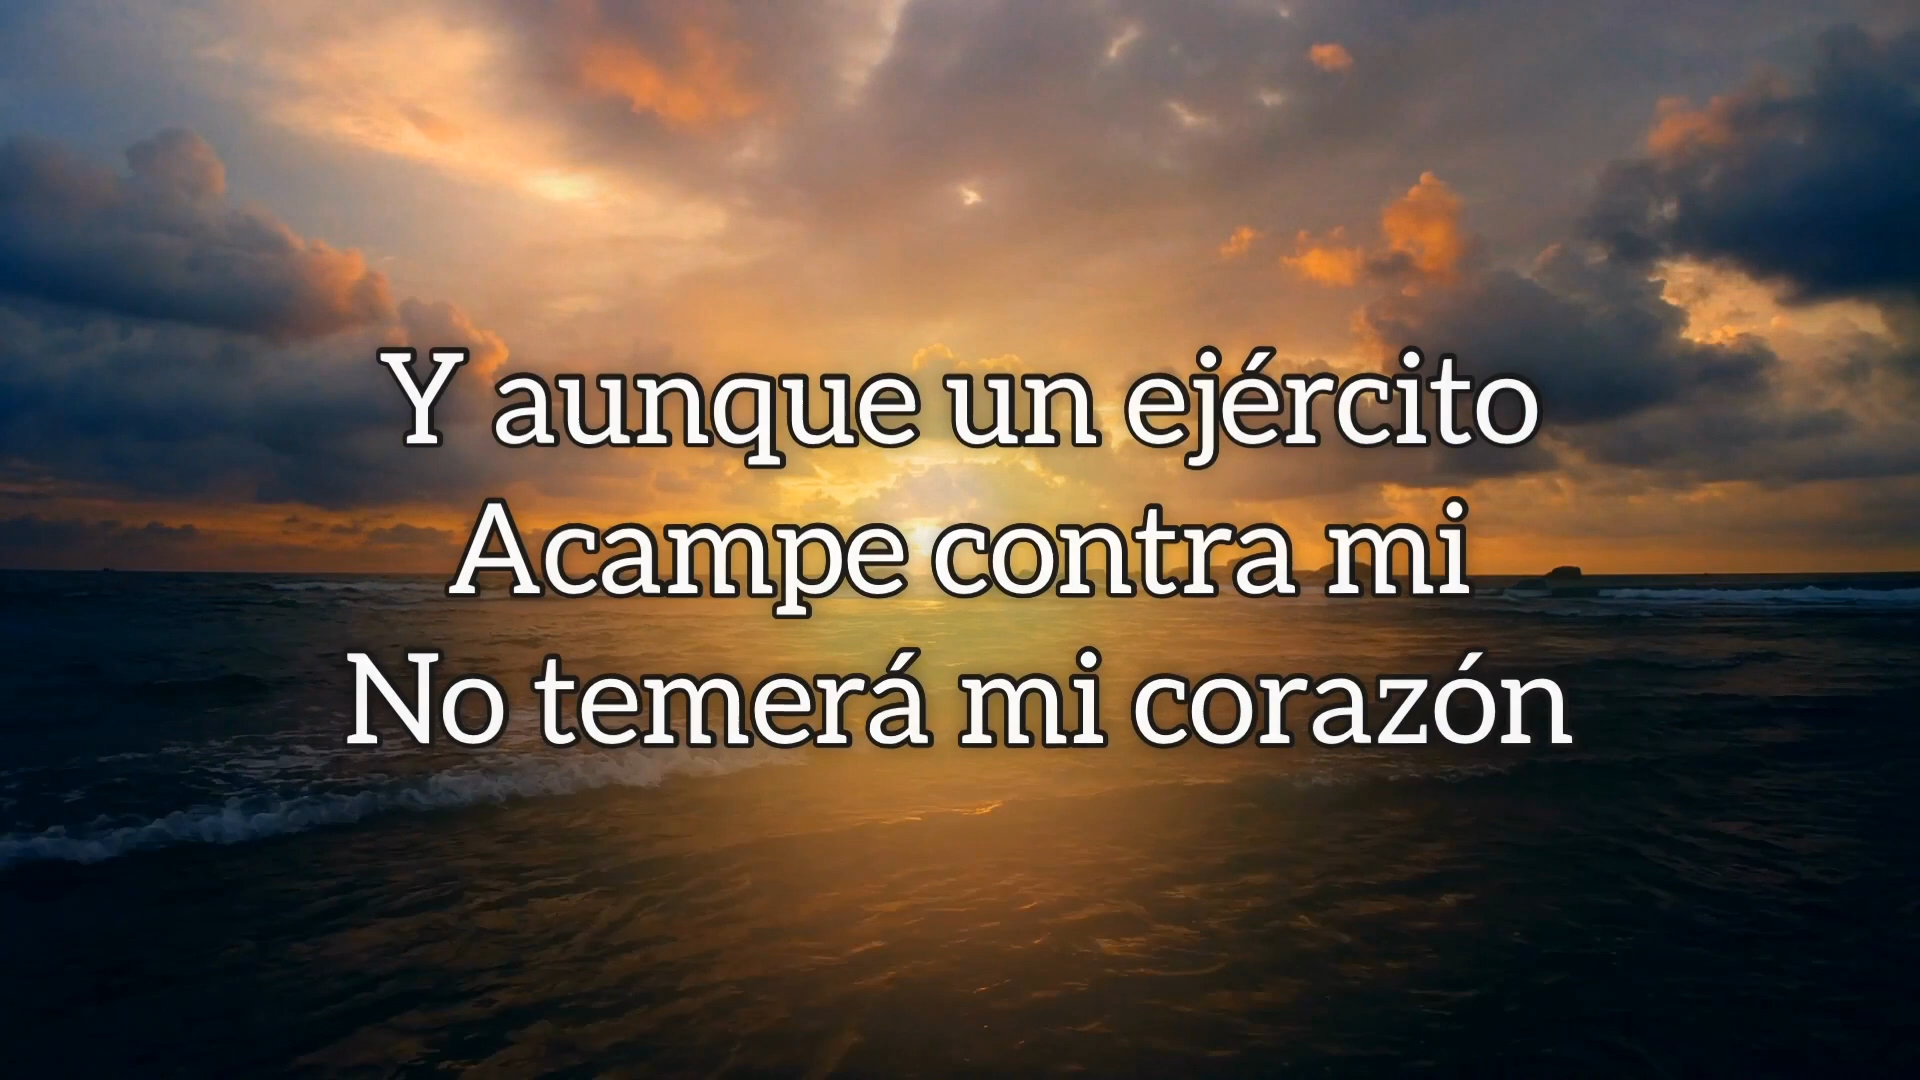 Y aunque un ejército
Acampe contra mi
No temerá mi corazón